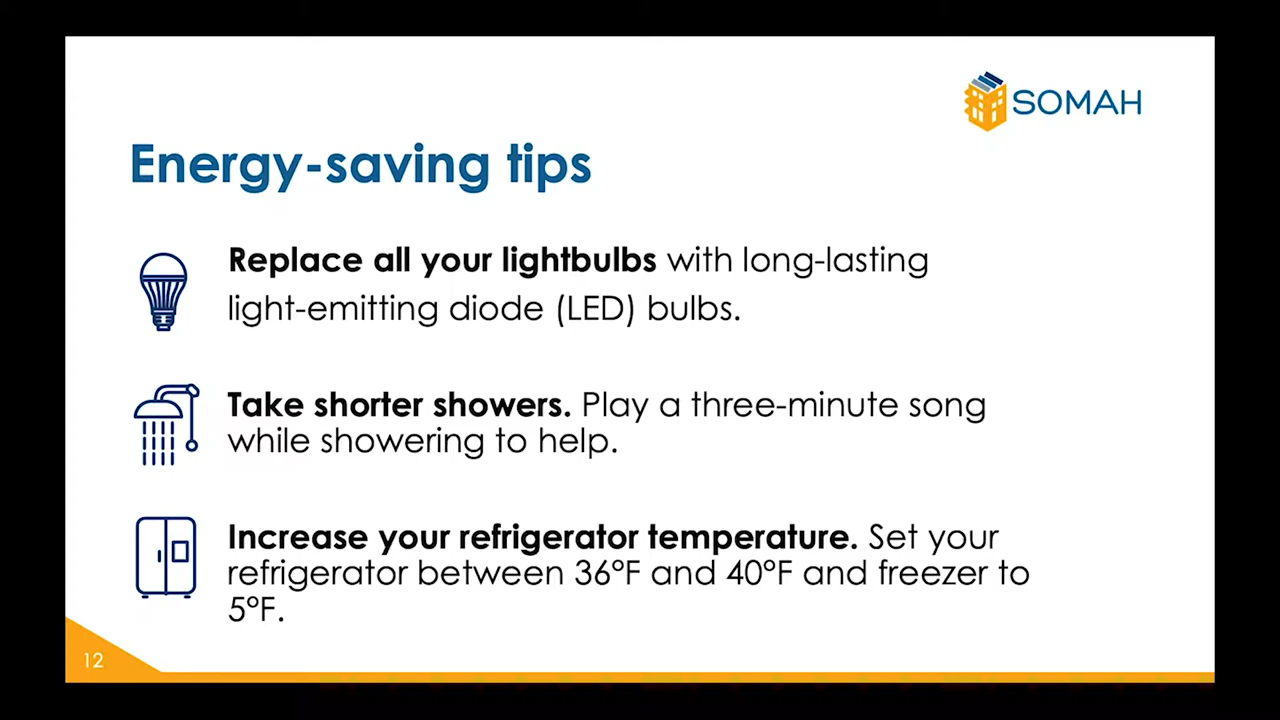 SOMAH
Energy-saving tips
Replace all your lightbulbs with long-lasting
light-emitting diode (LED) bulbs.
Take shorter showers. Play a three-minute song
while showering to help.
Increase your refrigerator temperature. Set your
refrigerator between 36°F and 40°F and freezer to
5°F.
12